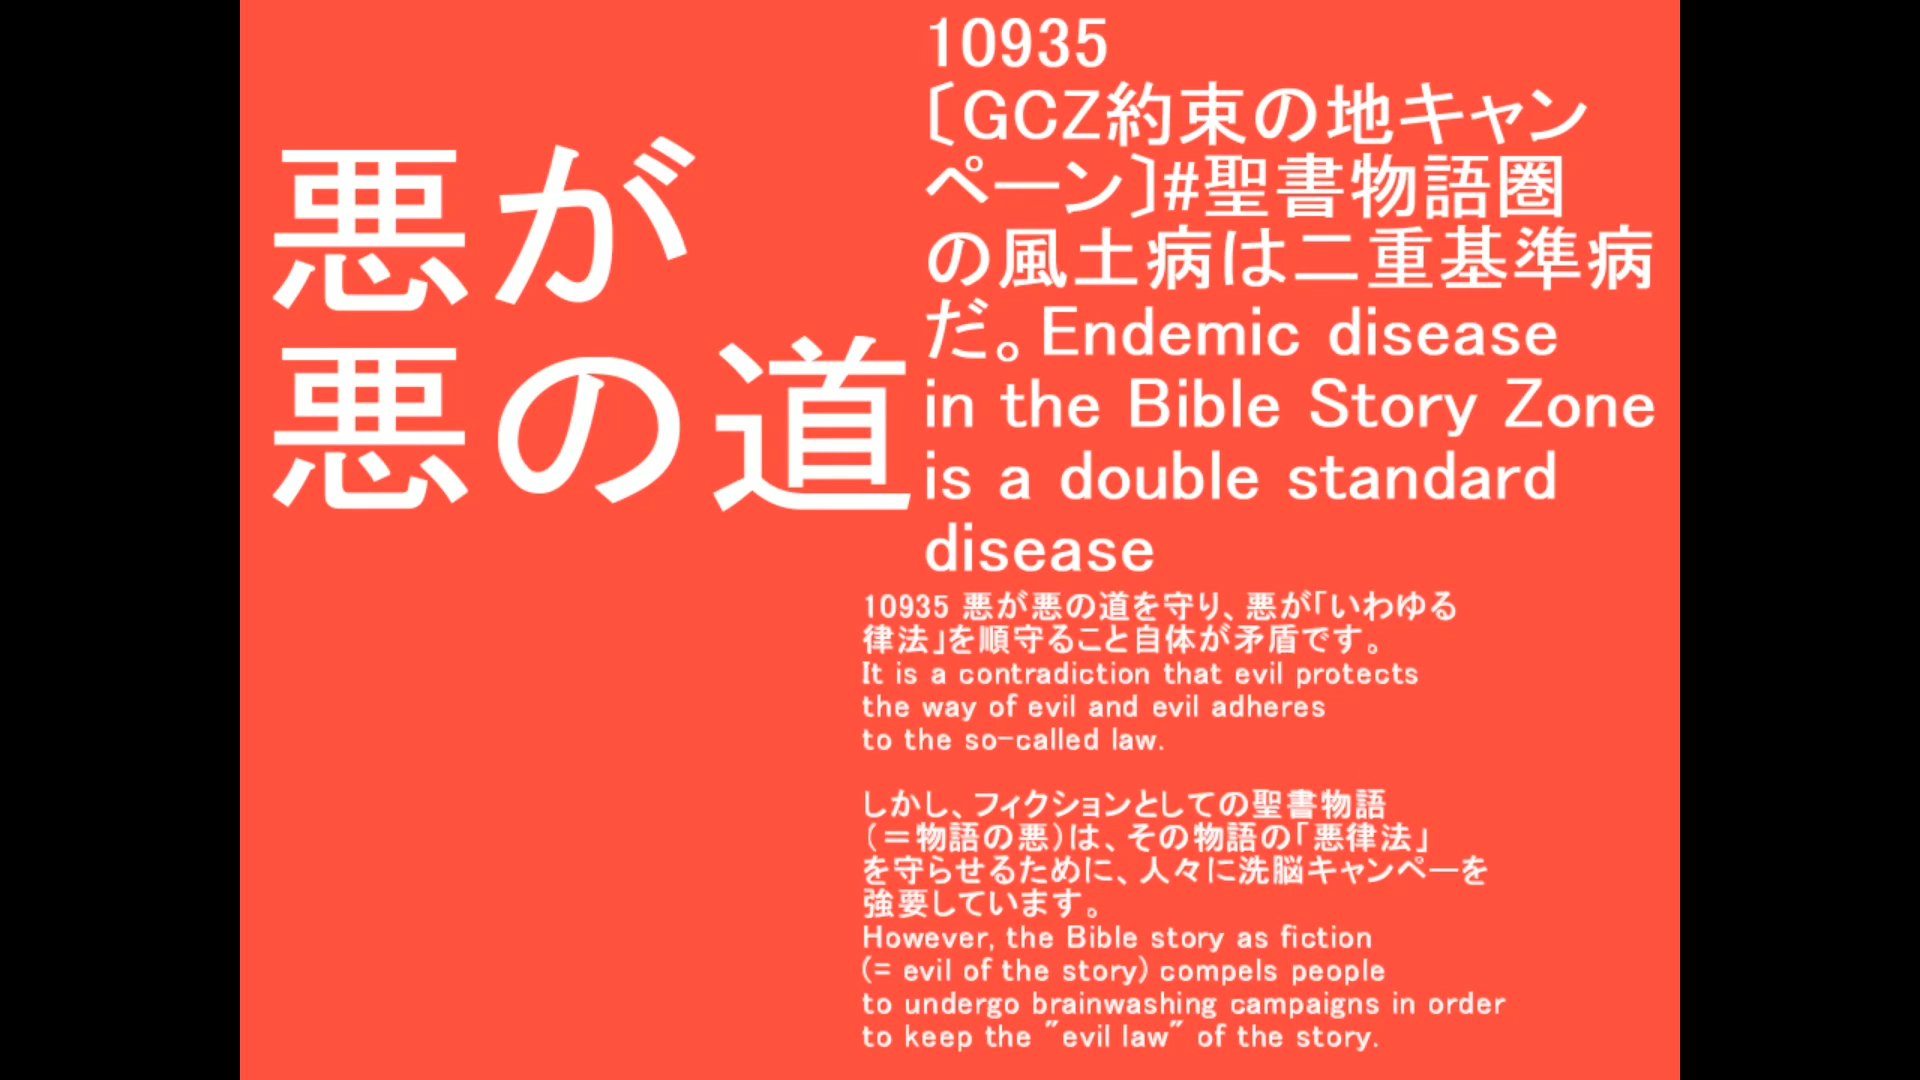 悪が
悪の道
10935
〔GCZ約束の地キャン
ペーン〕#聖書物語圏
の風土病は二重基準病
だ。Endemic disease
in the Bible Story Zone
is a double standard
disease
10935 悪が悪の道を守り、悪が「いわゆる
律法」を順守ること自体が矛盾です。
It is a contradiction that evil protects
the way of evil and evil adheres
to the so-called law.
しかし、フィクションとしての聖書物語
(=物語の悪)は、その物語の「悪律法」
を守らせるために、人々に洗脳キャンペーを
強要しています。
However, the Bible story as fiction
(= evil of the story) compels people
to undergo brainwashing campaigns in order
to keep the "evil law" of the story.